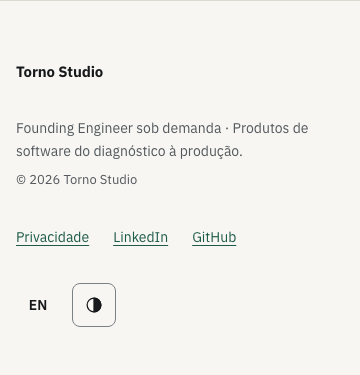 Torno Studio
Founding Engineer sob demanda · Produtos de
software do diagnóstico à produção.
© 2026 Torno Studio
Privacidade LinkedIn GitHub
EN